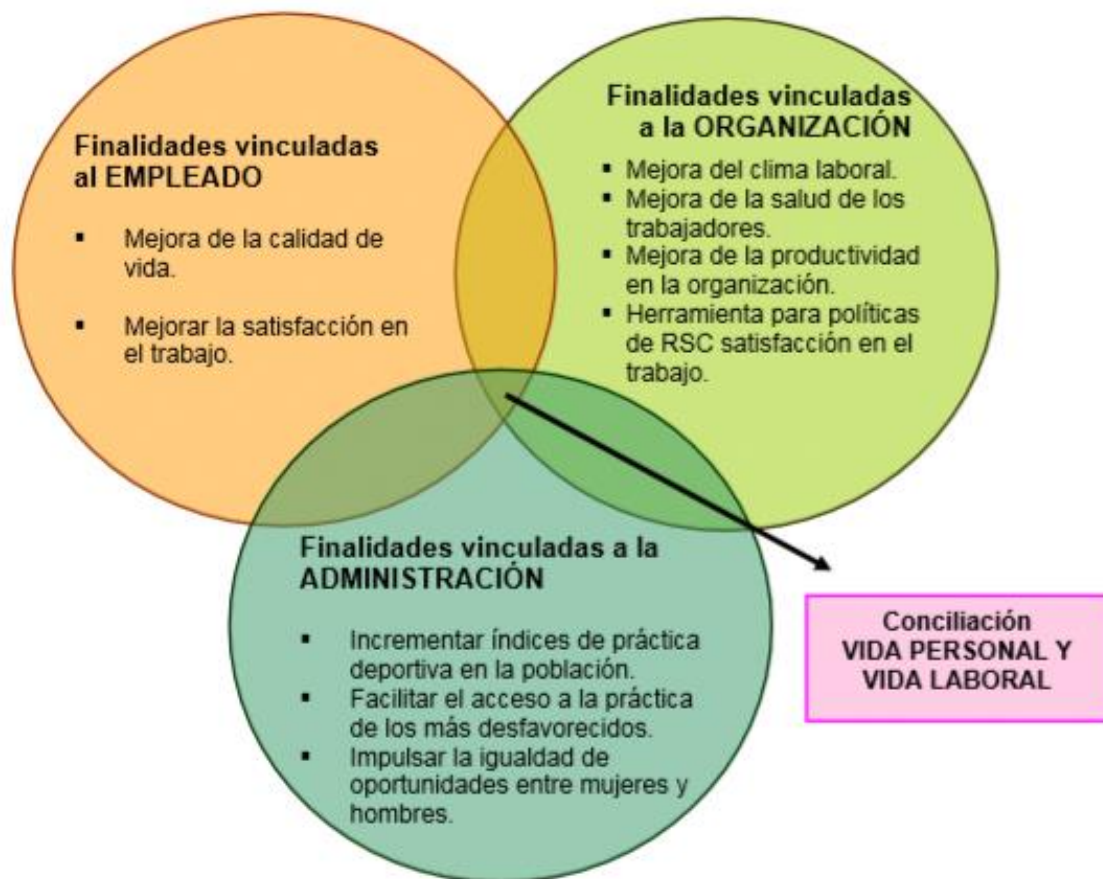 Finalidades vinculadas
al EMPLEADO
▪ Mejora de la calidad de
vida.
▪ Mejorar la satisfacción en
el trabajo.
Finalidades vinculadas
a la ORGANIZACIÓN
▪ Mejora del clima laboral.
▪ Mejora de la salud de los
trabajadores.
▪ Mejora de la productividad
en la organización.
▪ Herramienta para políticas
de RSC satisfacción en el
trabajo.
Finalidades vinculadas a la
ADMINISTRACIÓN
▪ Incrementar índices de práctica
deportiva en la población.
▪ Facilitar el acceso a la práctica
de los más desfavorecidos.
▪ Impulsar la igualdad de
oportunidades entre mujeres y
hombres.
Conciliación
VIDA PERSONAL Y
VIDA LABORAL